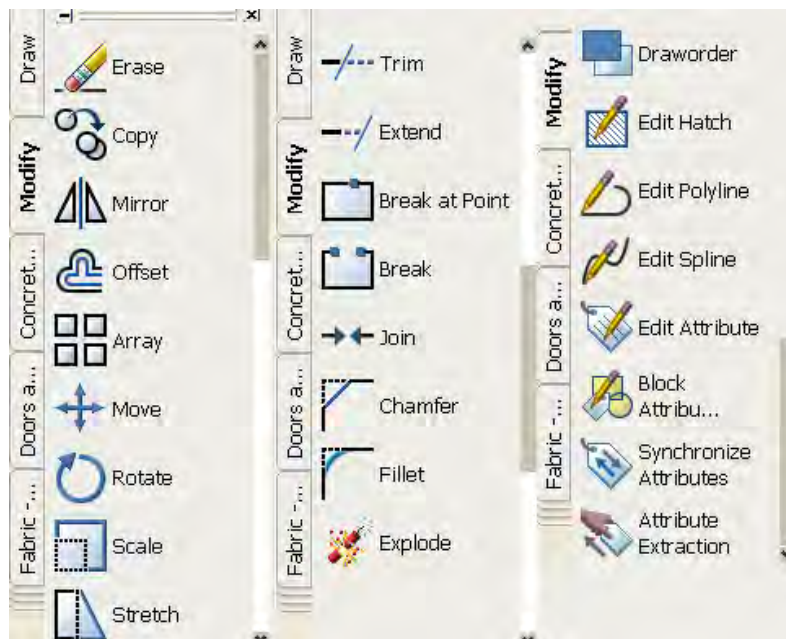 Draw
Modify
Concret...
Doors a...
Fabric -...
Erase
Copy
Mirror
Offset
Array
Move
Rotate
Scale
Stretch
Draw
Modify
Concret...
Doors a...
Fabric -...
Trim
Extend
Break at Point
Break
Join
Chamfer
Fillet
Explode
Modify
Concret...
Doors a...
Fabric -...
Draworder
Edit Hatch
Edit Polyline
Edit Spline
Edit Attribute
Block
Attribu...
Synchronize
Attributes
Attribute
Extraction